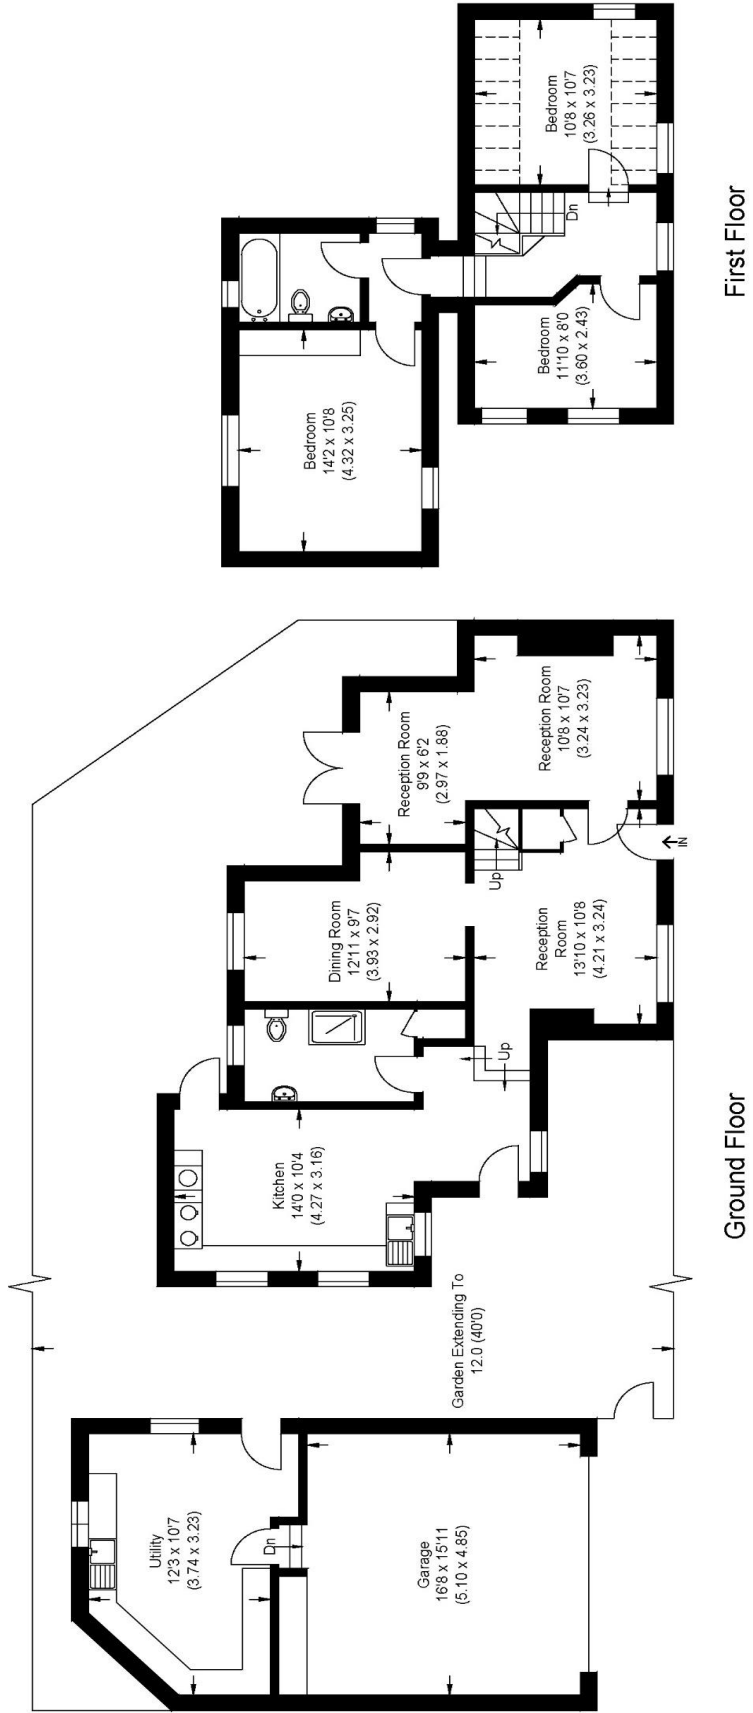 Utility
12'3 x 10'7
(3.74 x 3.23)
Dn
Garage
16'8 x 15'11
(5.10 x 4.85)
Garden Extending To
12.0 (40'0)
Kitchen
14'0 x 10'4
(4.27 x 3.16)
Up
Dining Room
12'11 x 9'7
(3.93 x 2.92)
Reception
Room
13'10 x 10'8
(4.21 x 3.24)
Up
IN
Reception Room
9'9 x 6'2
(2.97 x 1.88)
Reception Room
10'8 x 10'7
(3.24 x 3.23)
Ground Floor
Bedroom
14'2 x 10'8
(4.32 x 3.25)
Bedroom
11'10 x 8'0
(3.60 x 2.43)
Dn
Bedroom
10'8 x 10'7
(3.26 x 3.23)
First Floor